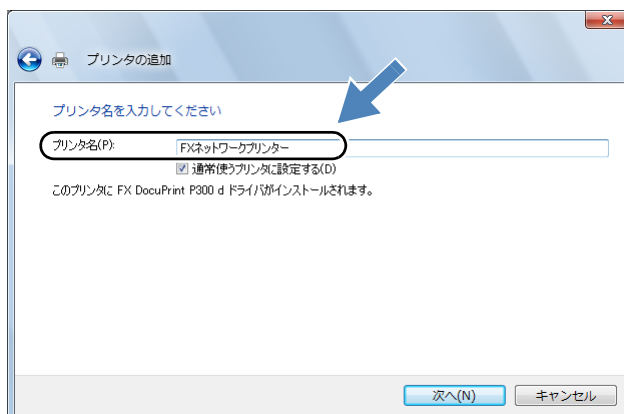 プリンタの追加
プリンタ名を入力してください
プリンタ名(P): FXネットワークプリンター
通常使うプリンタに設定する(D)
このプリンタに FX DocuPrint P300 d ドライバがインストールされます。
次へ(N) キャンセル